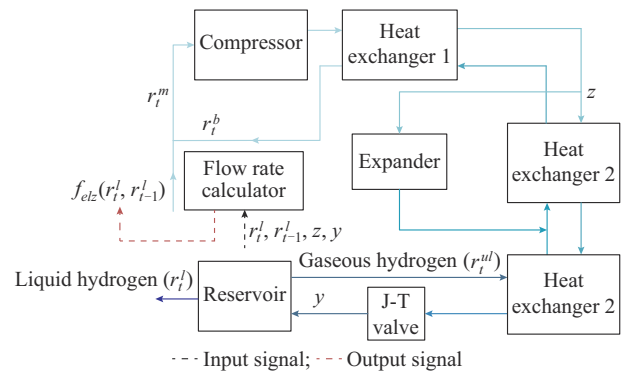 Compressor
Heat
exchanger 1
r_t^m
r_t^b
z
Expander
Heat
exchanger 2
Flow rate
calculator
f_elz(r_t^l, r_{t-1}^l)
r_t^l, r_{t-1}^l, z, y
Gaseous hydrogen (r_t^ul)
Liquid hydrogen (r_t^l)
Reservoir
y
J-T
valve
Heat
exchanger 2
Input signal; Output signal